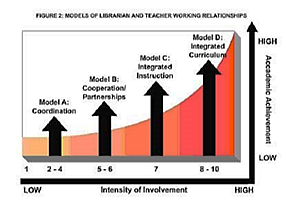 FIGURE 2: MODELS OF LIBRARIAN AND TEACHER WORKING RELATIONSHIPS
Model D:
Integrated
Curriculum
Model C:
Integrated
Instruction
Model B:
Cooperation/
Partnerships
Model A:
Coordination
HIGH
Accademic Achievement
LOW
1 2 - 4 5 - 6 7 8 - 10
LOW Intensity of Involvement HIGH